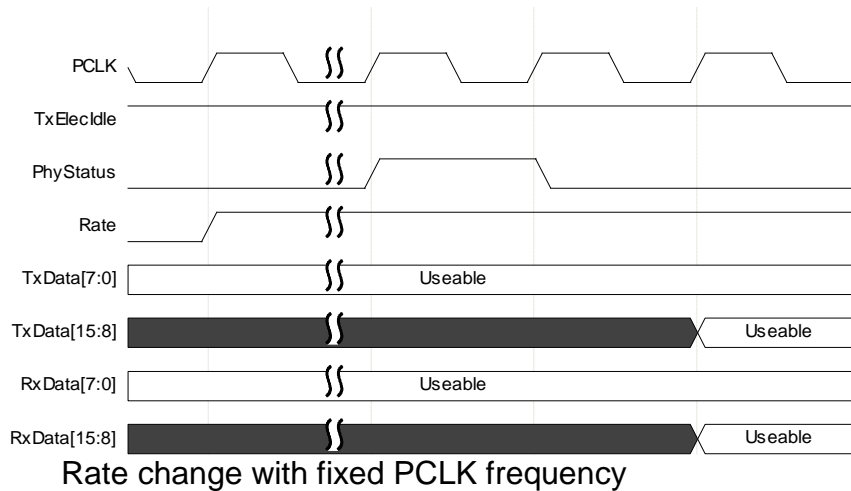 PCLK
TxElecIdle
PhyStatus
Rate
TxData[7:0] Useable
TxData[15:8] Useable
RxData[7:0] Useable
RxData[15:8] Useable
Rate change with fixed PCLK frequency